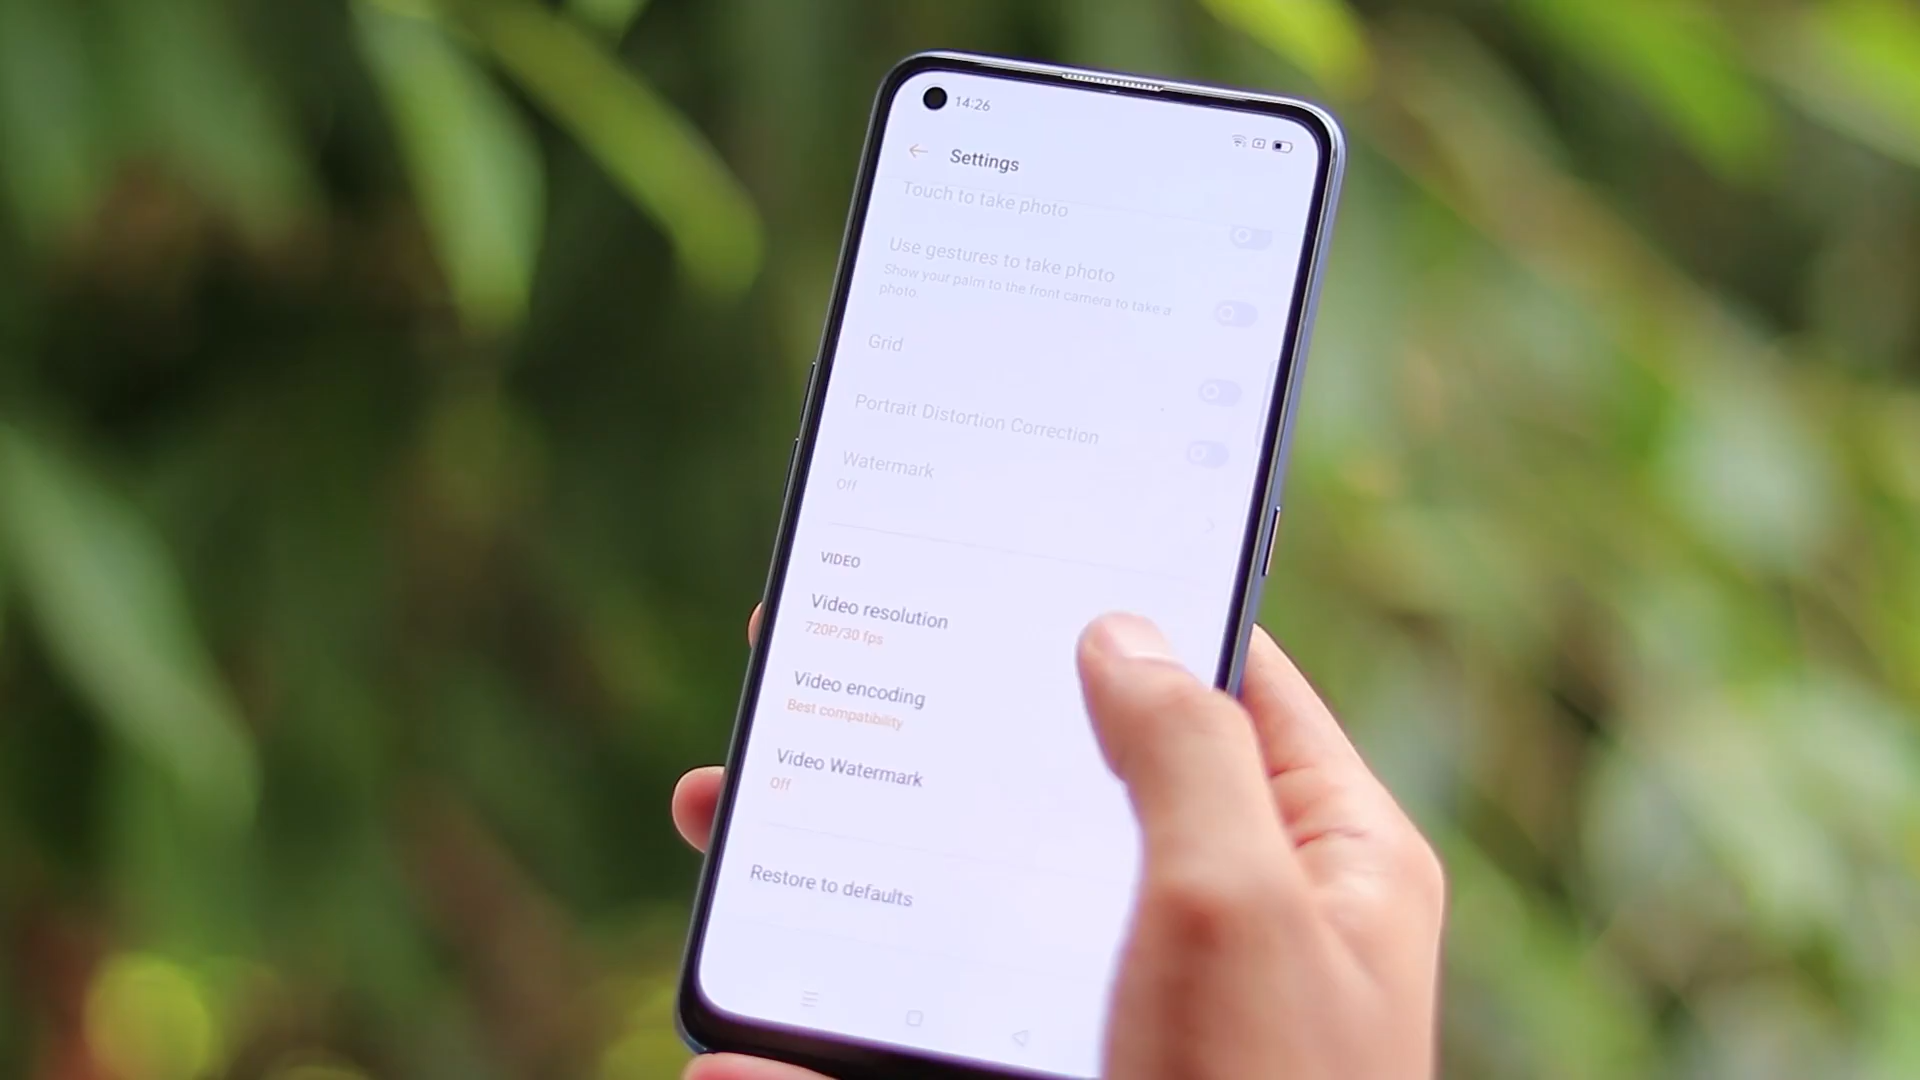 14:26
Settings
Touch to take photo
Use gestures to take photo
Show your palm to the front camera to take a
photo.
Grid
Portrait Distortion Correction
Watermark
Off
VIDEO
Video resolution
720P/30 fps
Video encoding
Best compatibility
Video Watermark
Off
Restore to defaults